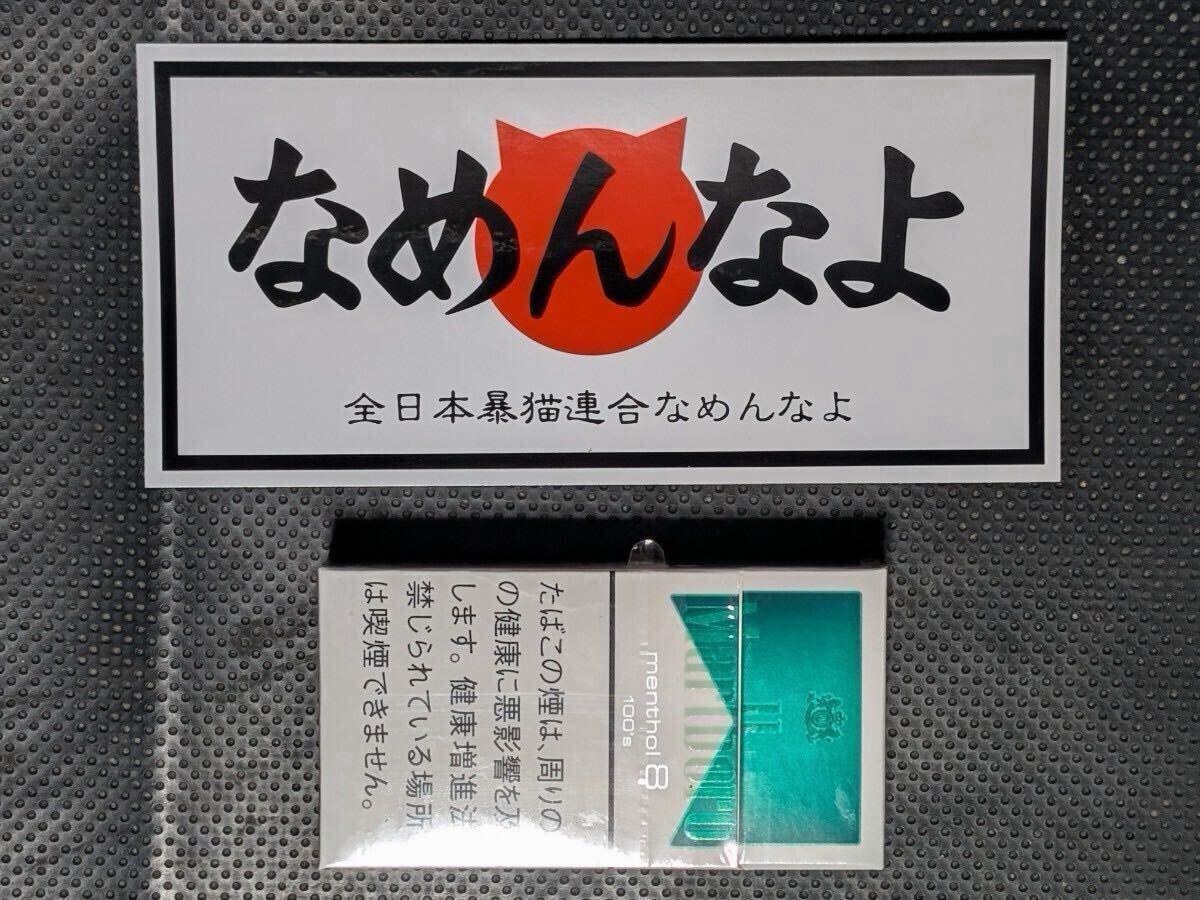 なめんなよ
全日本暴猫連合なめんなよ
たばこの煙は、周りの
の健康に悪影響を及
します。健康増進法
禁じられている場所
は喫煙できません。
menthol 8
100's
Marlboro